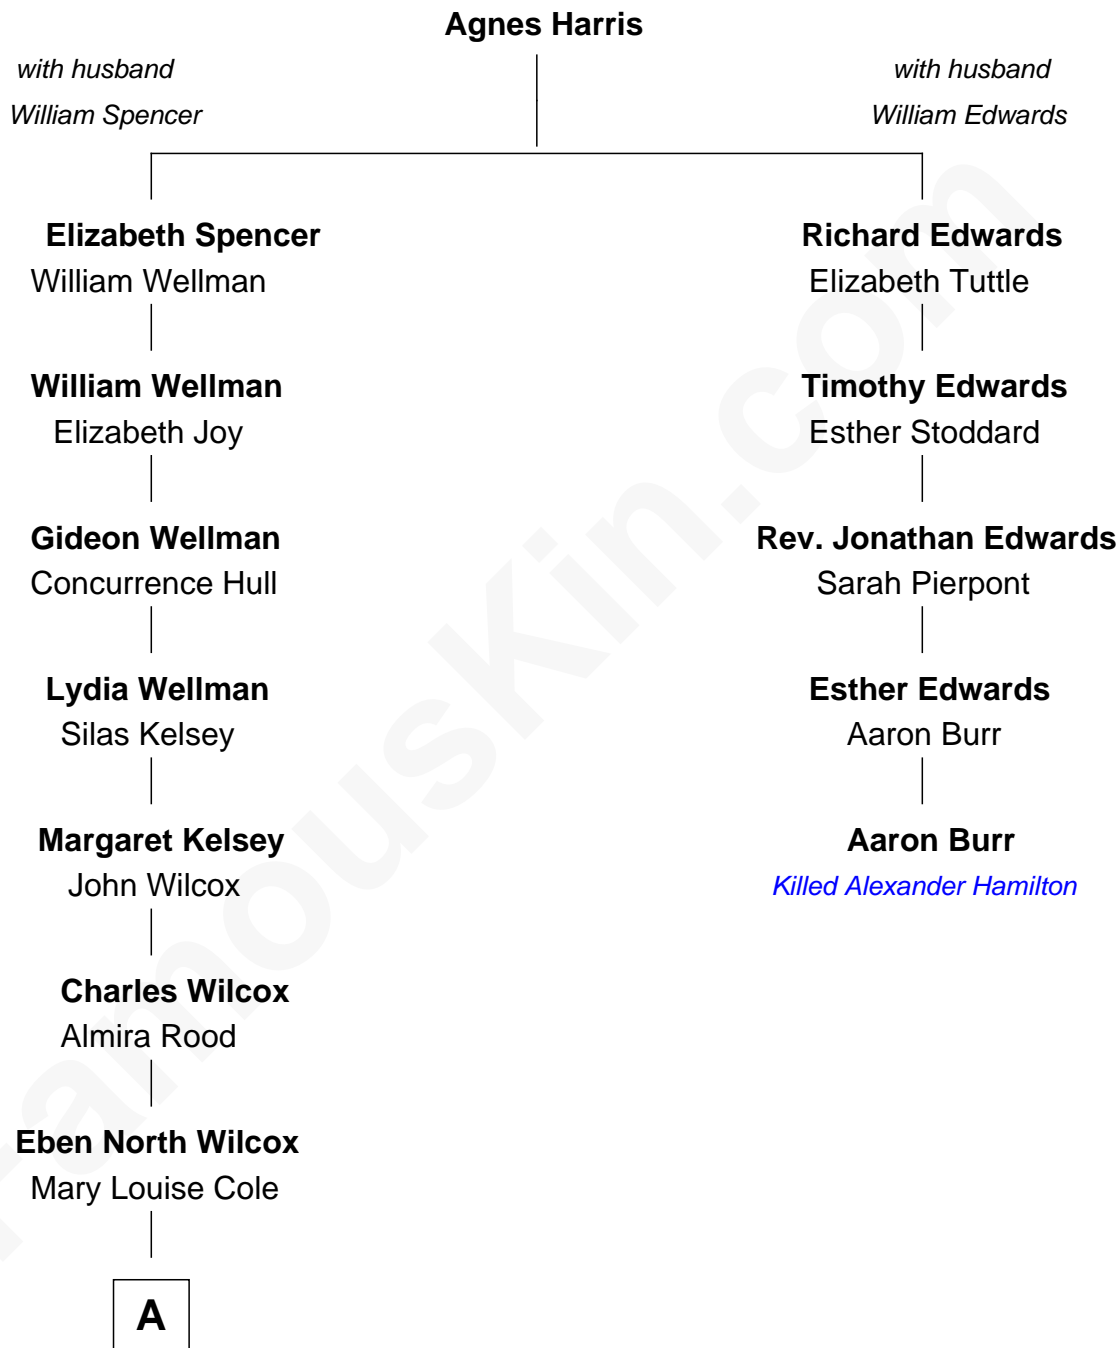 Agnes Harris
with husband
William Spencer
with husband
William Edwards
Elizabeth Spencer
William Wellman
Richard Edwards
Elizabeth Tuttle
William Wellman
Elizabeth Joy
Timothy Edwards
Esther Stoddard
Gideon Wellman
Concurrence Hull
Rev. Jonathan Edwards
Sarah Pierpont
Lydia Wellman
Silas Kelsey
Esther Edwards
Aaron Burr
Margaret Kelsey
John Wilcox
Aaron Burr
Killed Alexander Hamilton
Charles Wilcox
Almira Rood
Eben North Wilcox
Mary Louise Cole
A
FamousKin.com